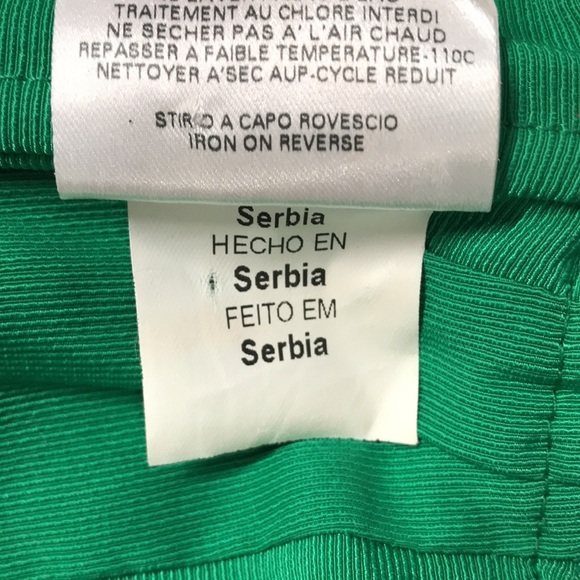 TRAITEMENT AU CHLORE INTERDI
NE SÉCHER PAS A' L'AIR CHAUD
REPASSER A FAIBLE TEMPERATURE-110C
NETTOYER A'SEC AUP-CYCLE REDUIT
STIRO A CAPO ROVESCIO
IRON ON REVERSE
Serbia
HECHO EN
Serbia
FEITO EM
Serbia